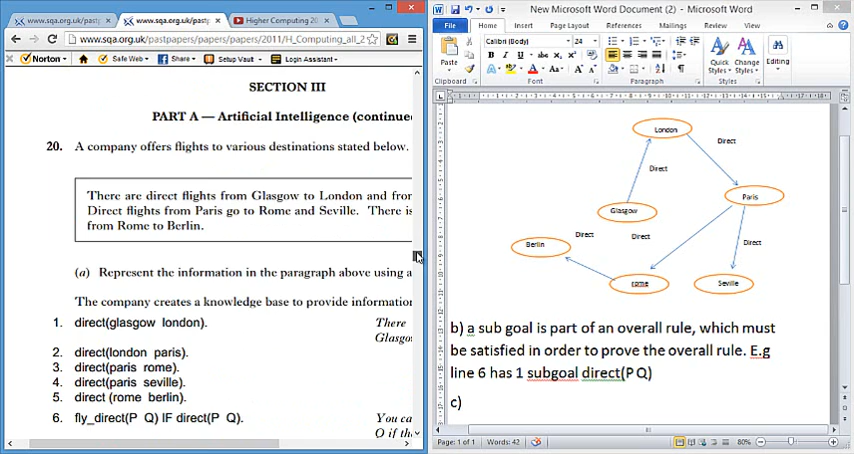 www.sqa.org.uk/past
www.sqa.org.uk/past
Higher Computing 20
www.sqa.org.uk/pastpapers/papers/papers/2011/H_Computing_all_2
Norton
Safe Web
Share
Setup Vault
Login Assistant
SECTION III
PART A — Artificial Intelligence (continue
20. A company offers flights to various destinations stated below.
There are direct flights from Glasgow to London and fror
Direct flights from Paris go to Rome and Seville. There is
from Rome to Berlin.
(a) Represent the information in the paragraph above using a
The company creates a knowledge base to provide information
1. direct(glasgow london). There
Glasgow
2. direct(london paris).
3. direct(paris rome).
4. direct(paris seville).
5. direct (rome berlin).
6. fly_direct(P Q) IF direct(P Q). You ca
O if the
New Microsoft Word Document (2) - Microsoft Word
File Home Insert Page Layout References Mailings Review View
Calibri (Body) 24
Paste
Quick Styles
Change Styles
Editing
Clipboard Font Paragraph Styles
London
Direct
Direct
Paris
Glasgow
Direct
Direct
Berlin
Direct
rome
Seville
b) a sub goal is part of an overall rule, which must
be satisfied in order to prove the overall rule. E.g
line 6 has 1 subgoal direct(P Q)
c)
Page: 1 of 1 Words: 42 80%